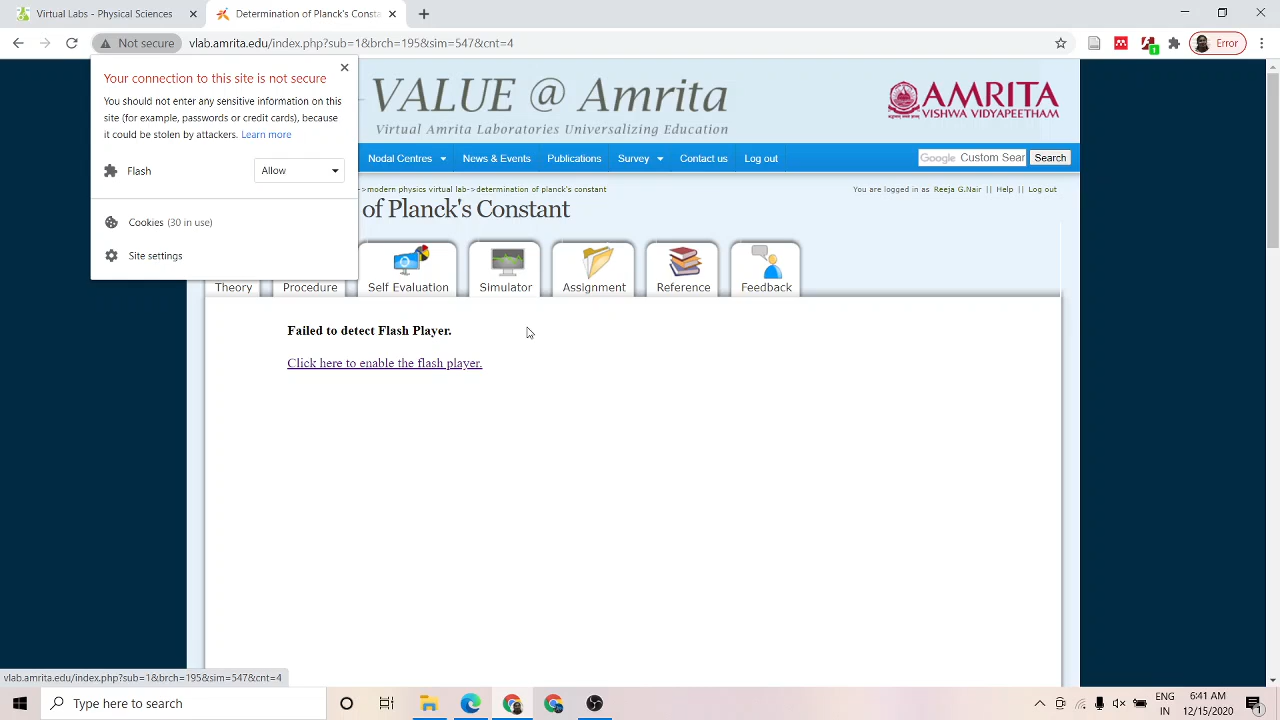 Virtual Labs | Physics | Amrita Vi
Determination of Planck's Consta
Not secure
vlab.amrita.edu/index.php?sub=1&brch=195&sim=547&cnt=4
1
Error
Your connection to this site is not secure
You should not enter any sensitive information on this
site (for example, passwords or credit cards), because
it could be stolen by attackers. Learn more
Flash
Allow
Cookies (30 in use)
Site settings
VALUE @ Amrita
Virtual Amrita Laboratories Universalizing Education
AMRITA
VISHWA VIDYAPEETHAM
Nodal Centres
News & Events
Publications
Survey
Contact us
Log out
Google Custom Sear
Search
->modern physics virtual lab->determination of planck's constant
You are logged in as Reeja G.Nair || Help || Log out
of Planck's Constant
Theory
Procedure
Self Evaluation
Simulator
Assignment
Reference
Feedback
Failed to detect Flash Player.
Click here to enable the flash player.
vlab.amrita.edu/index.php?sub=1&brch=195&sim=547&cnt=4
Type here to search
ENG
IN
6:41 AM
12/15/2020
1